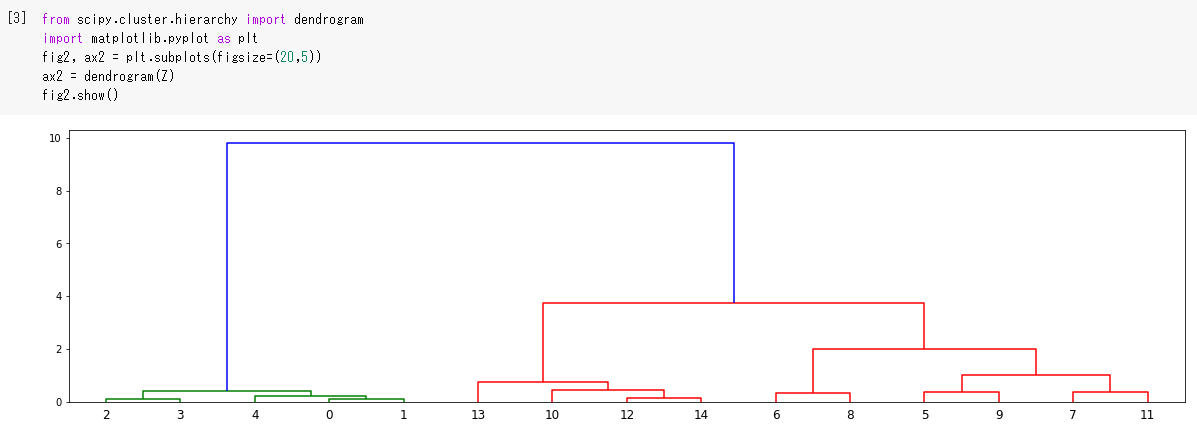 [3] from scipy.cluster.hierarchy import dendrogram
import matplotlib.pyplot as plt
fig2, ax2 = plt.subplots(figsize=(20,5))
ax2 = dendrogram(Z)
fig2.show()
10
8
6
4
2
0
2 3 4 0 1 13 10 12 14 6 8 5 9 7 11